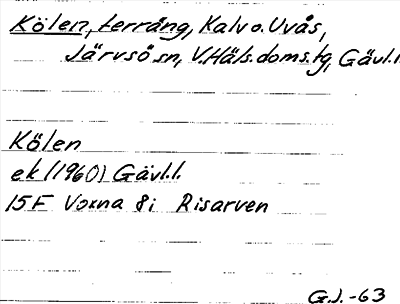 Kölen, terräng, Kalv o. Uvås,
Järvsö sn, V. Häls. doms. tg, Gävl. l.
Kölen
ek (1960) Gävl. l.
15F Voxna 8i Risarven
G.J. -63